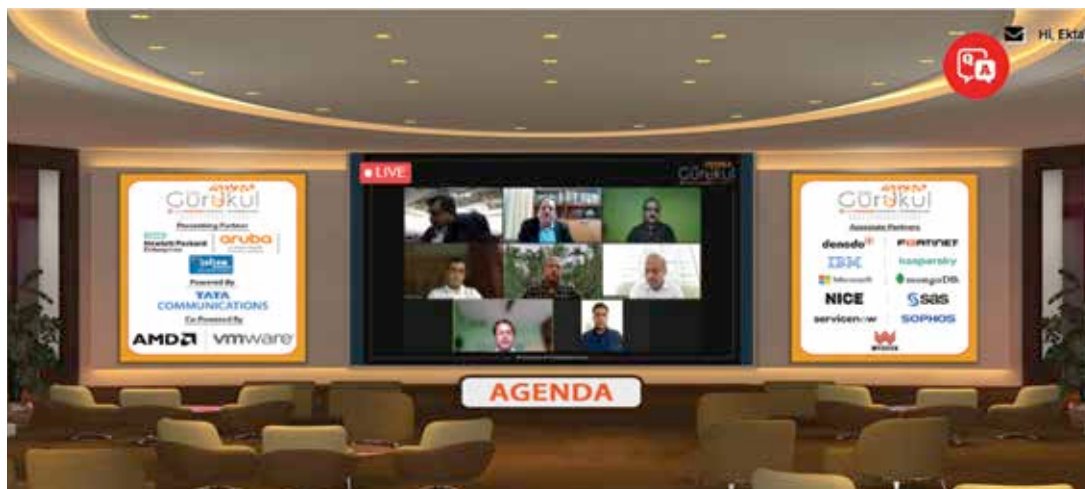 Hi, Ekta
Q A
LIVE
Gurukul
Gurukul
Presenting Partner
Hewlett Packard
Enterprise
aruba
Powered By
TATA
COMMUNICATIONS
Co-Powered By
AMD vmware
Gurukul
Associate Partners
denodo FORTINET
IBM kaspersky
Microsoft mongoDB
NICE sas
servicenow SOPHOS
AGENDA